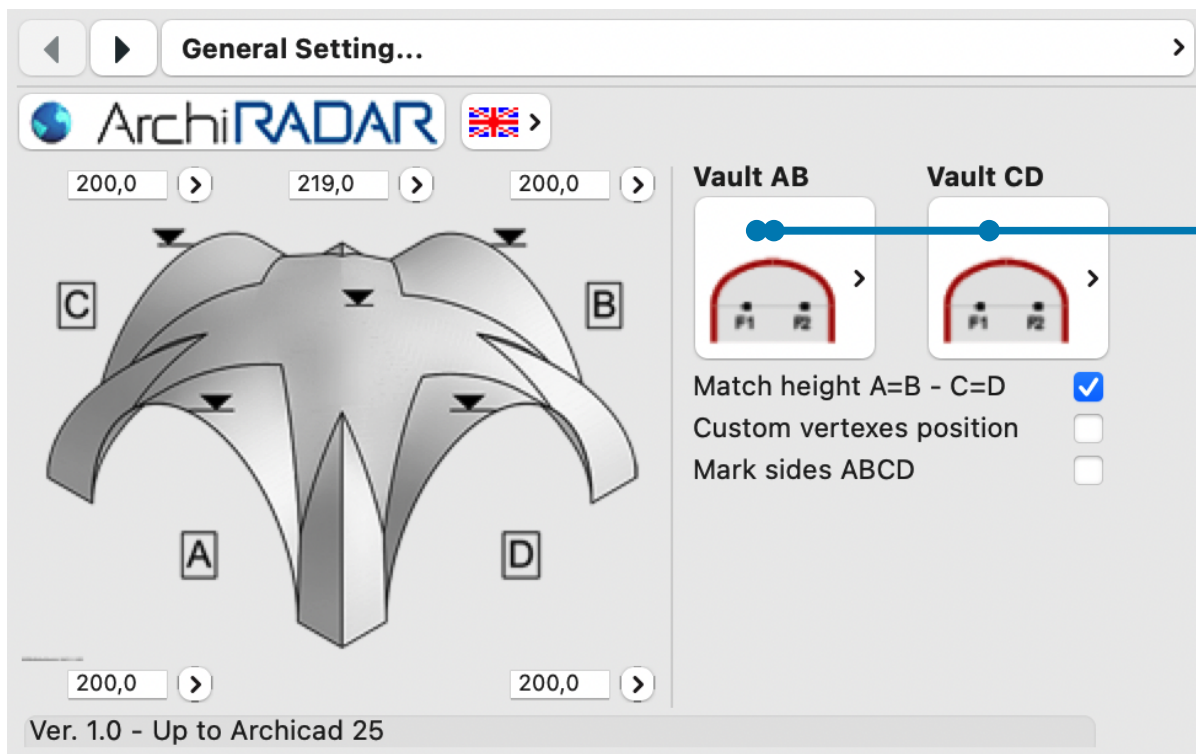 General Setting...
ArchiRADAR
200,0 219,0 200,0
Vault AB Vault CD
C B
F1 F2 F1 F2
Match height A=B - C=D
Custom vertexes position
Mark sides ABCD
A D
200,0 200,0
Ver. 1.0 - Up to Archicad 25